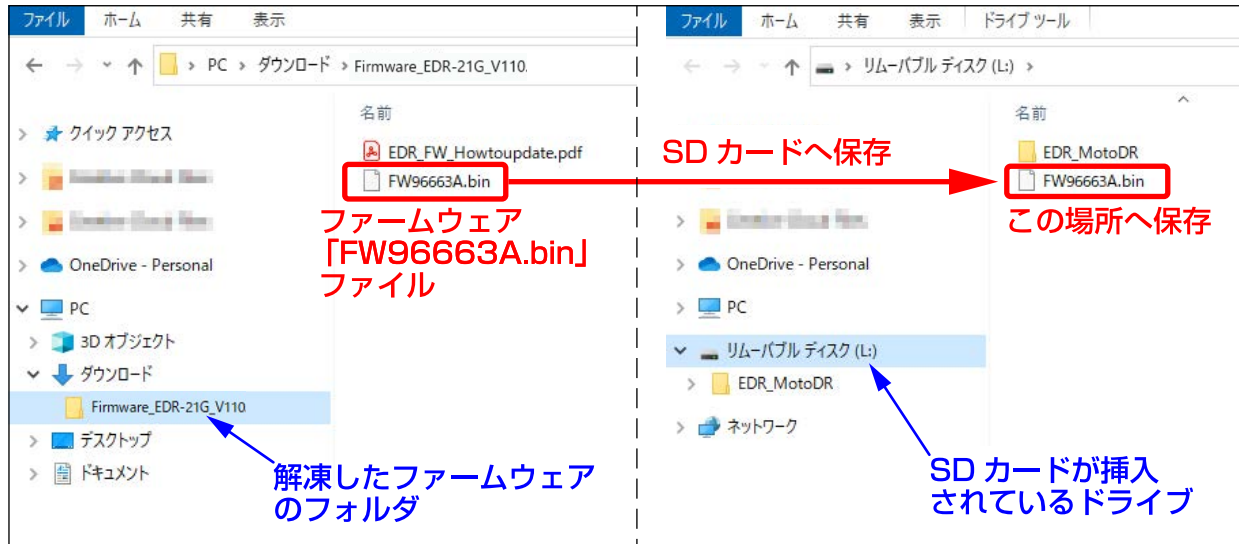 ファイル ホーム 共有 表示
PC › ダウンロード › Firmware_EDR-21G_V110.
名前
クイック アクセス
EDR_FW_Howtoupdate.pdf
FW96663A.bin
ファームウェア
「FW96663A.bin」
ファイル
OneDrive - Personal
PC
3D オブジェクト
ダウンロード
Firmware_EDR-21G_V110
デスクトップ
ドキュメント
解凍したファームウェア
のフォルダ
SD カードへ保存
ファイル ホーム 共有 表示 ドライブ ツール
リムーバブル ディスク (L:) ›
名前
EDR_MotoDR
FW96663A.bin
この場所へ保存
OneDrive - Personal
PC
リムーバブル ディスク (L:)
EDR_MotoDR
ネットワーク
SD カードが挿入
されているドライブ